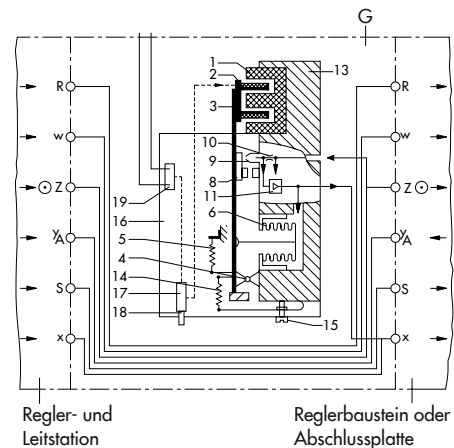 G
1
2
3
13
R
R
w
w
10
9
Z
8
Z
19
11
16
6
yA
5
yA
4
S
14
S
17
x
18
15
x
Regler- und
Leitstation
Reglerbaustein oder
Abschlussplatte